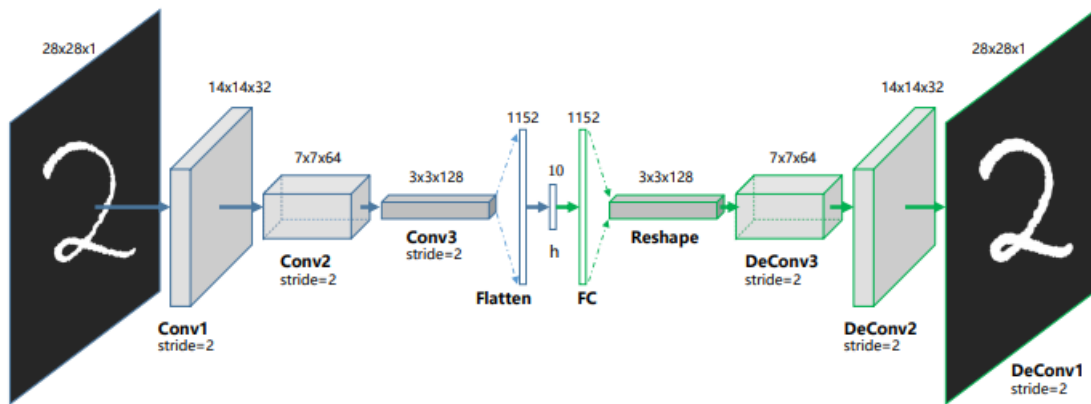 28x28x1
14x14x32
7x7x64
3x3x128
1152
10
1152
3x3x128
7x7x64
14x14x32
28x28x1
2
Conv1
stride=2
Conv2
stride=2
Conv3
stride=2
Flatten
h
FC
Reshape
DeConv3
stride=2
DeConv2
stride=2
DeConv1
stride=2
2